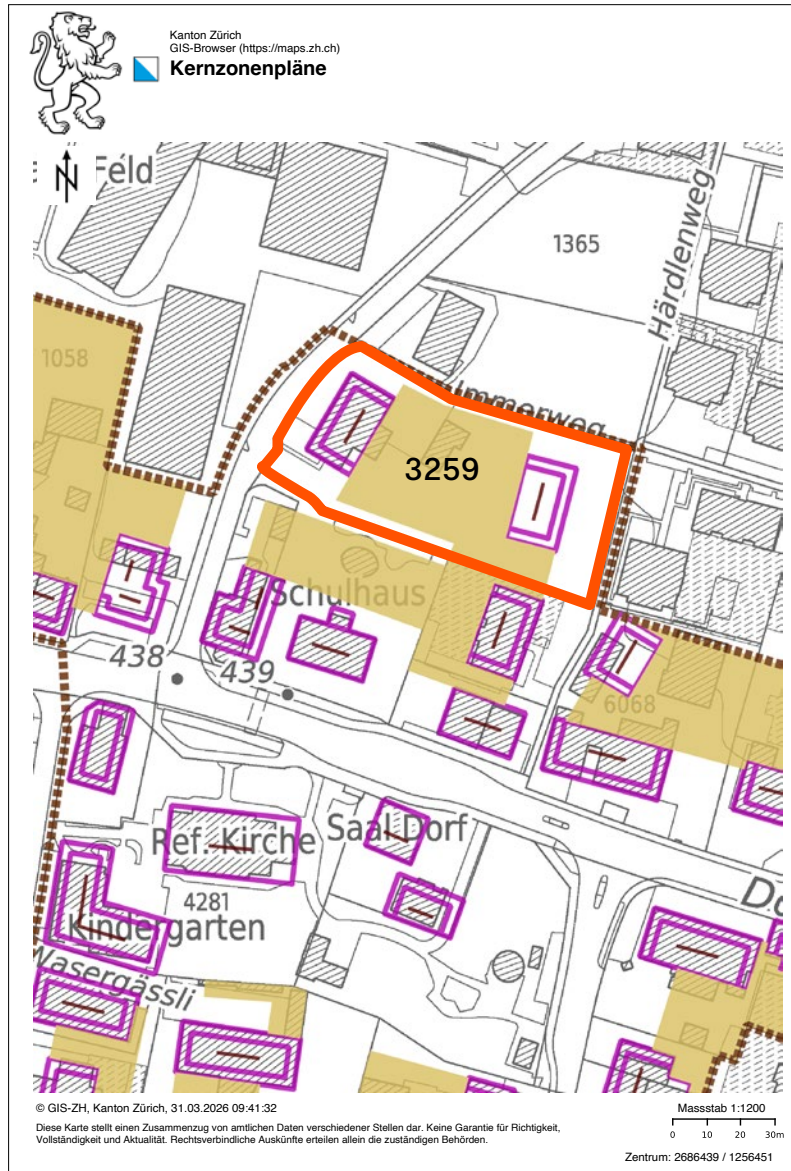 Kanton Zürich
GIS-Browser (https://maps.zh.ch)
Kernzonenpläne
N
Feld
1365
Härdlenweg
1058
Immerweg
3259
Schulhaus
438
439
6068
Ref. Kirche
Saal Dorf
4281
Kindergarten
Wasergässli
© GIS-ZH, Kanton Zürich, 31.03.2026 09:41:32
Diese Karte stellt einen Zusammenzug von amtlichen Daten verschiedener Stellen dar. Keine Garantie für Richtigkeit,
Vollständigkeit und Aktualität. Rechtsverbindliche Auskünfte erteilen allein die zuständigen Behörden.
Massstab 1:1200
0 10 20 30m
Zentrum: 2686439 / 1256451